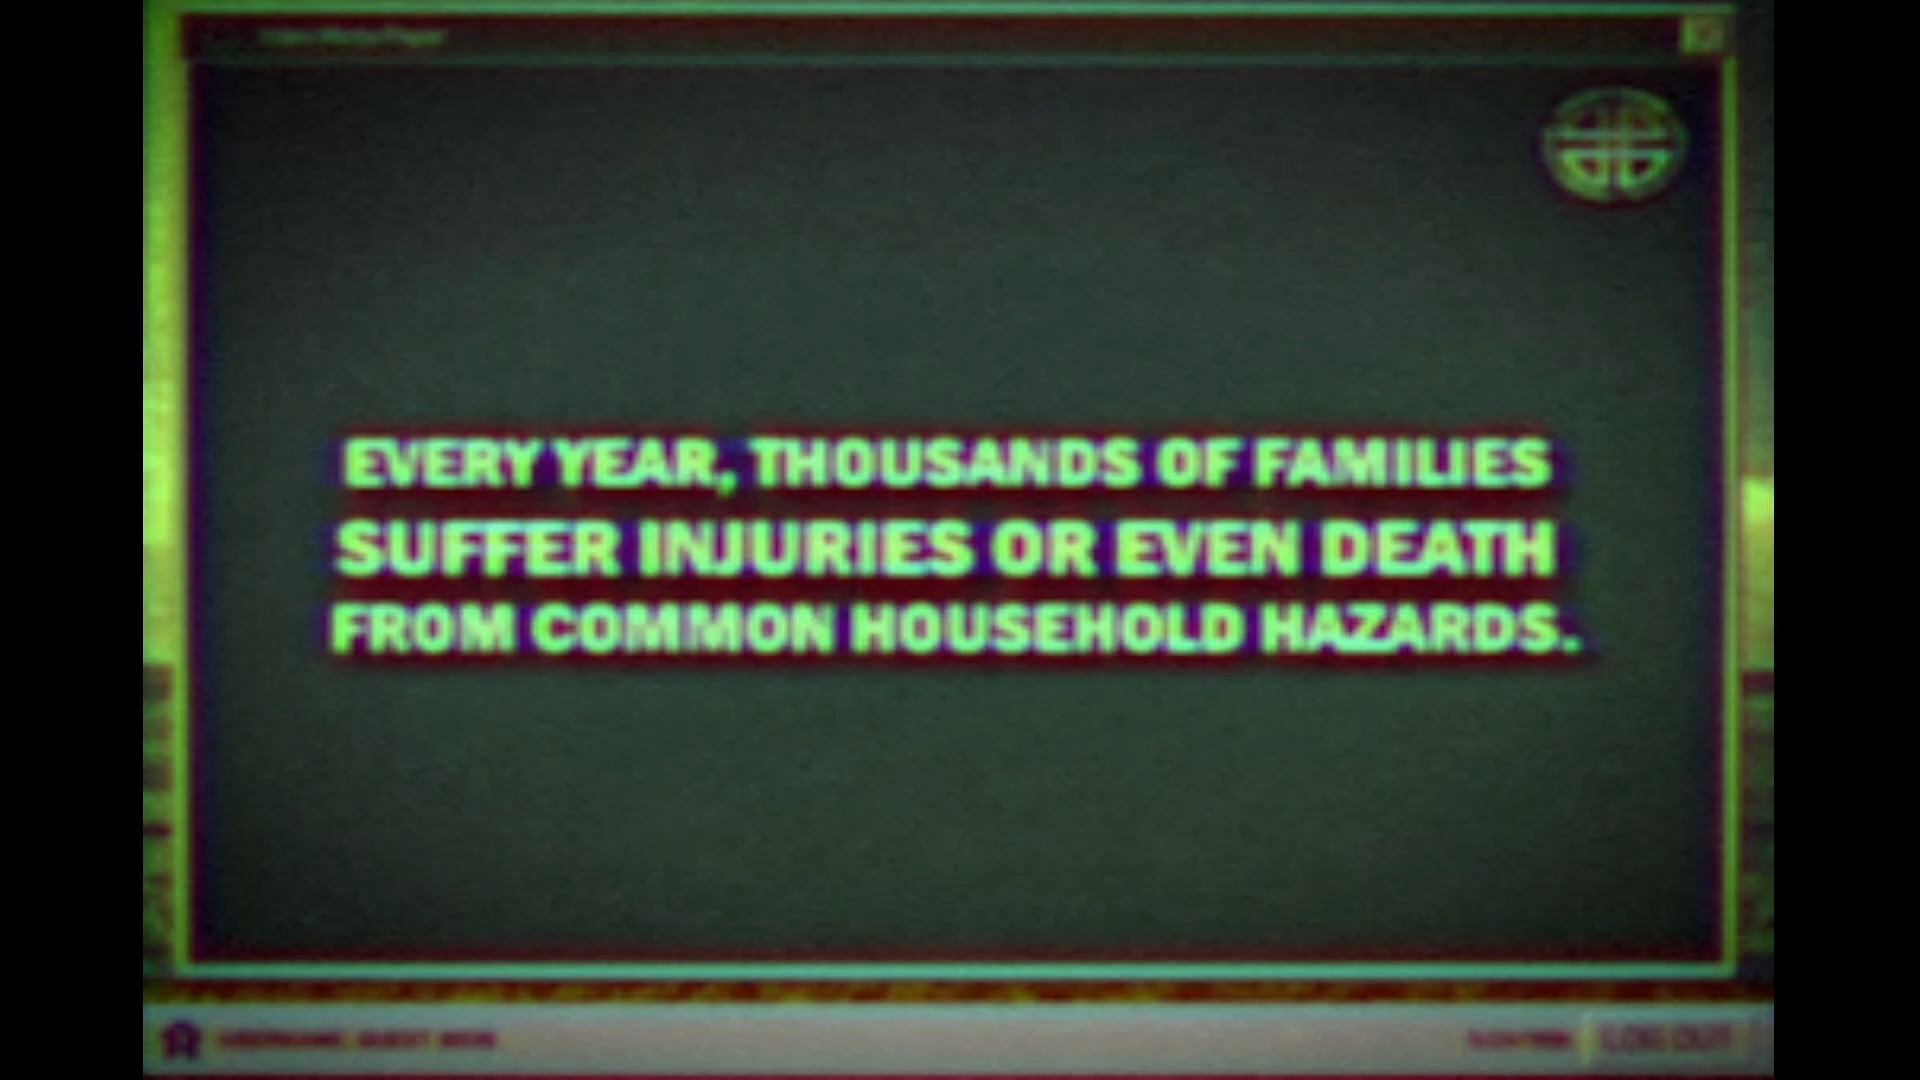 EVERY YEAR, THOUSANDS OF FAMILIES
SUFFER INJURIES OR EVEN DEATH
FROM COMMON HOUSEHOLD HAZARDS.
LOG OUT